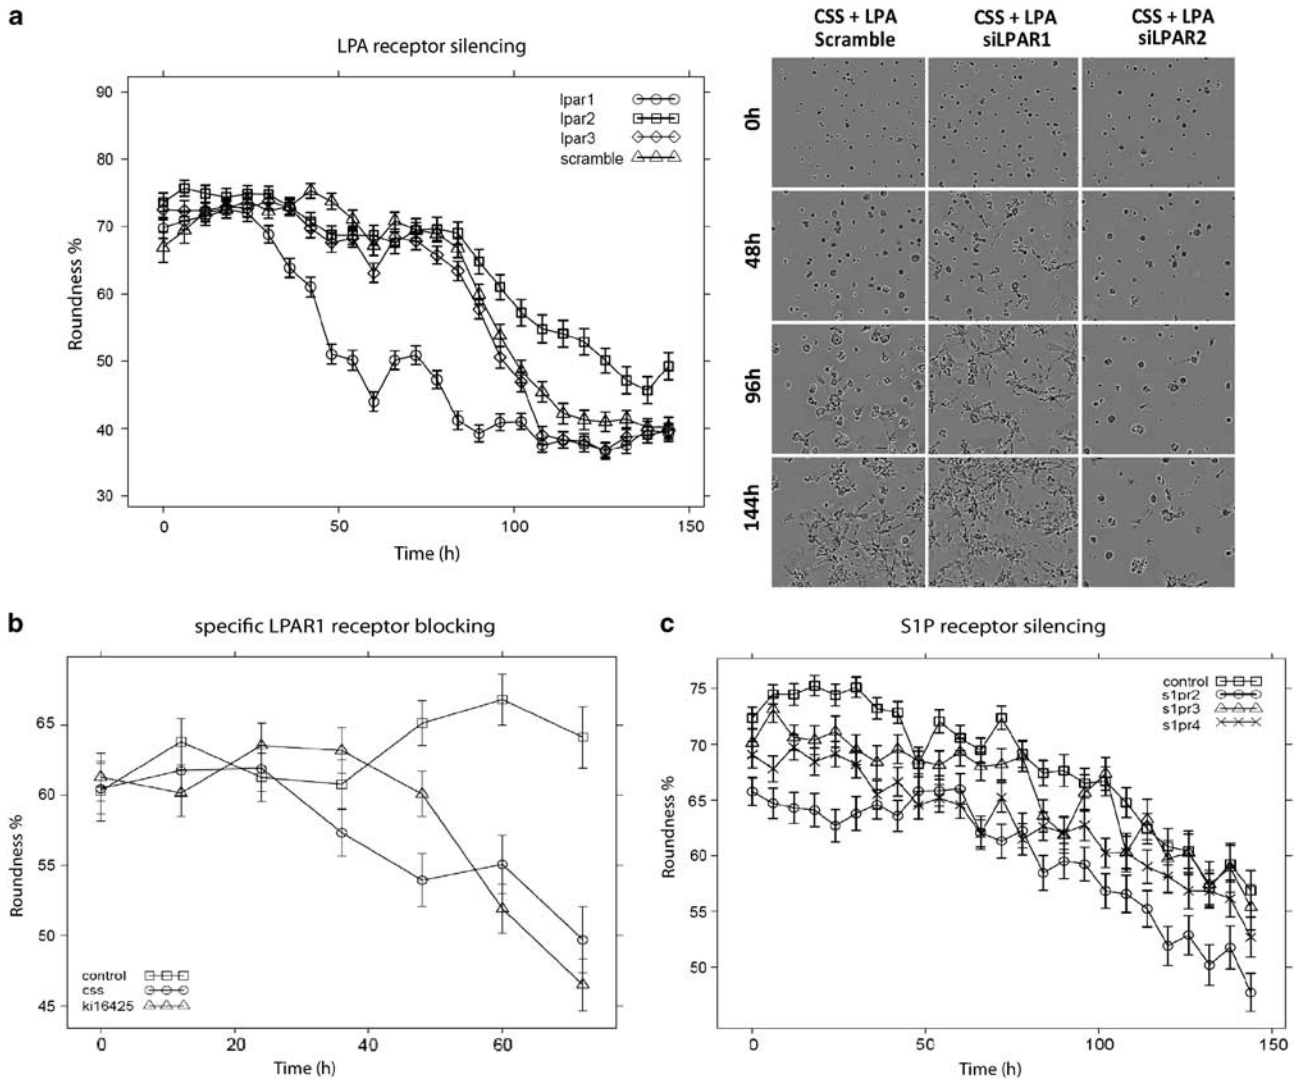 a
LPA receptor silencing
90
80
70
60
50
40
30
Roundness %
lpar1
lpar2
lpar3
scramble
0
50
100
150
Time (h)
CSS + LPA
Scramble
CSS + LPA
siLPAR1
CSS + LPA
siLPAR2
0h
48h
96h
144h
b
specific LPAR1 receptor blocking
65
60
55
50
45
Roundness %
control
css
ki16425
0
20
40
60
Time (h)
c
S1P receptor silencing
75
70
65
60
55
50
Roundness %
control
s1pr2
s1pr3
s1pr4
0
50
100
150
Time (h)